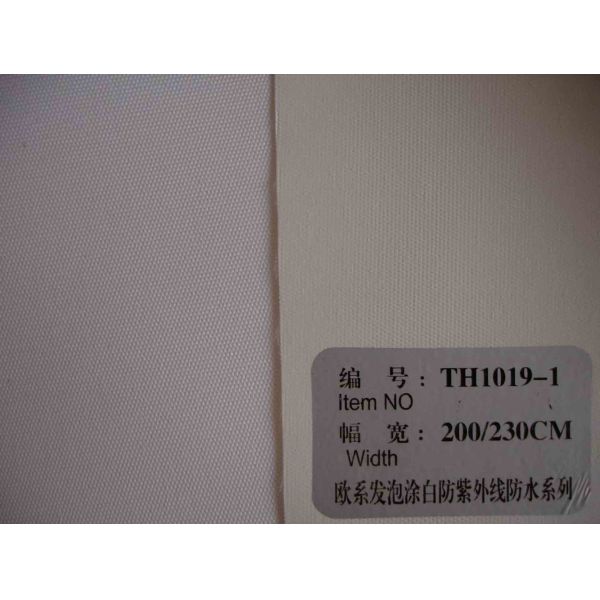 编 号：TH1019-1
Item NO
幅 宽：200/230CM
Width
欧系发泡涂白防紫外线防水系列